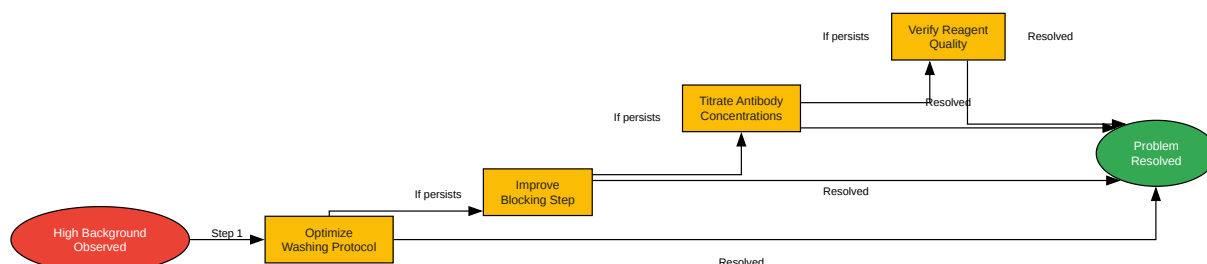 If persists
Verify Reagent
Quality
Resolved
If persists
Titrate Antibody
Concentrations
Resolved
Problem
Resolved
If persists
Improve
Blocking Step
Resolved
High Background
Observed
Step 1
Optimize
Washing Protocol
Resolved